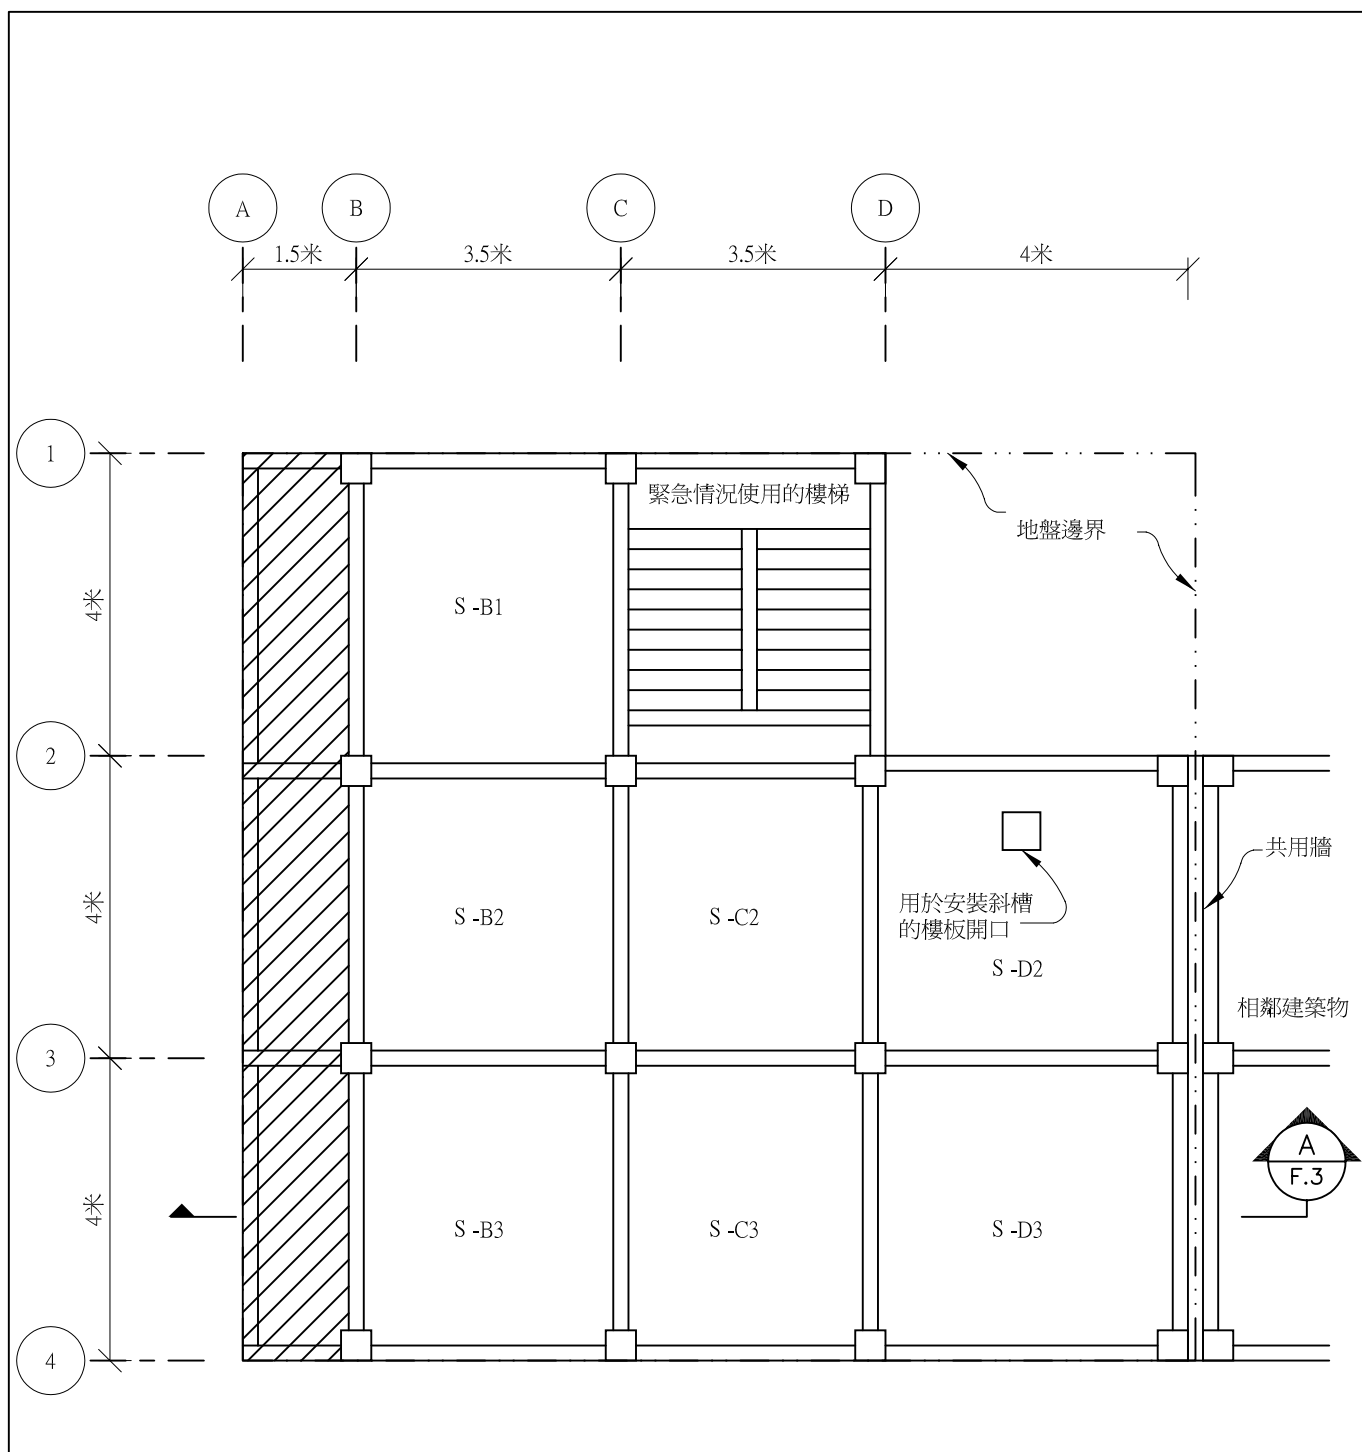 A
B
C
D
1.5米
3.5米
3.5米
4米
1
緊急情況使用的樓梯
地盤邊界
4米
S -B1
2
共用牆
4米
用於安裝斜槽
的樓板開口
S -B2
S -C2
S -D2
相鄰建築物
3
A
F.3
4米
S -B3
S -C3
S -D3
4